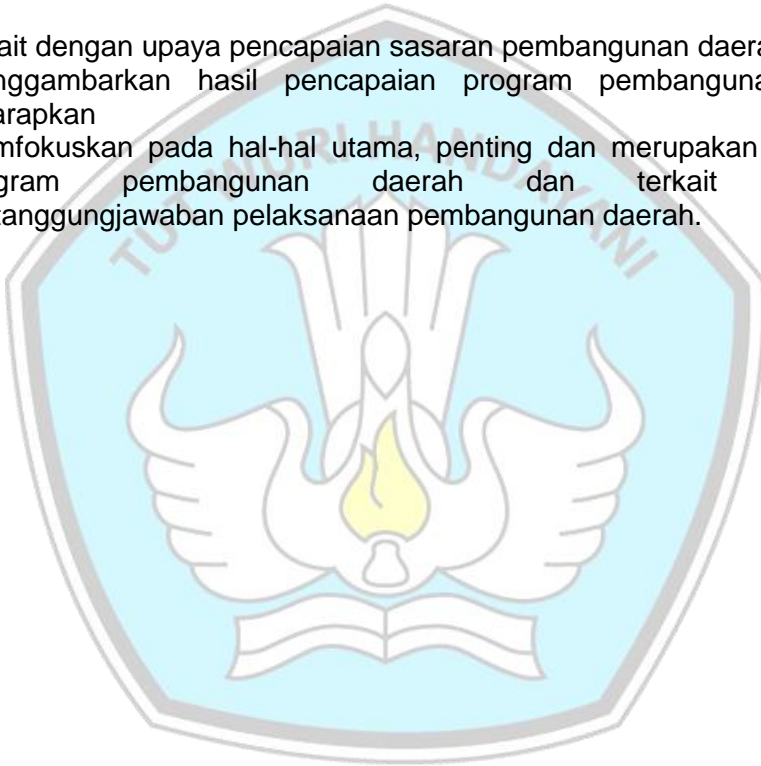 ait dengan upaya pencapaian sasaran pembangunan daera
nggambarkan hasil pencapaian program pembanguna
arapkan
mfokuskan pada hal-hal utama, penting dan merupakan
gram pembangunan daerah dan terkait
tanggungjawaban pelaksanaan pembangunan daerah.
TUT WURI HANDAYANI